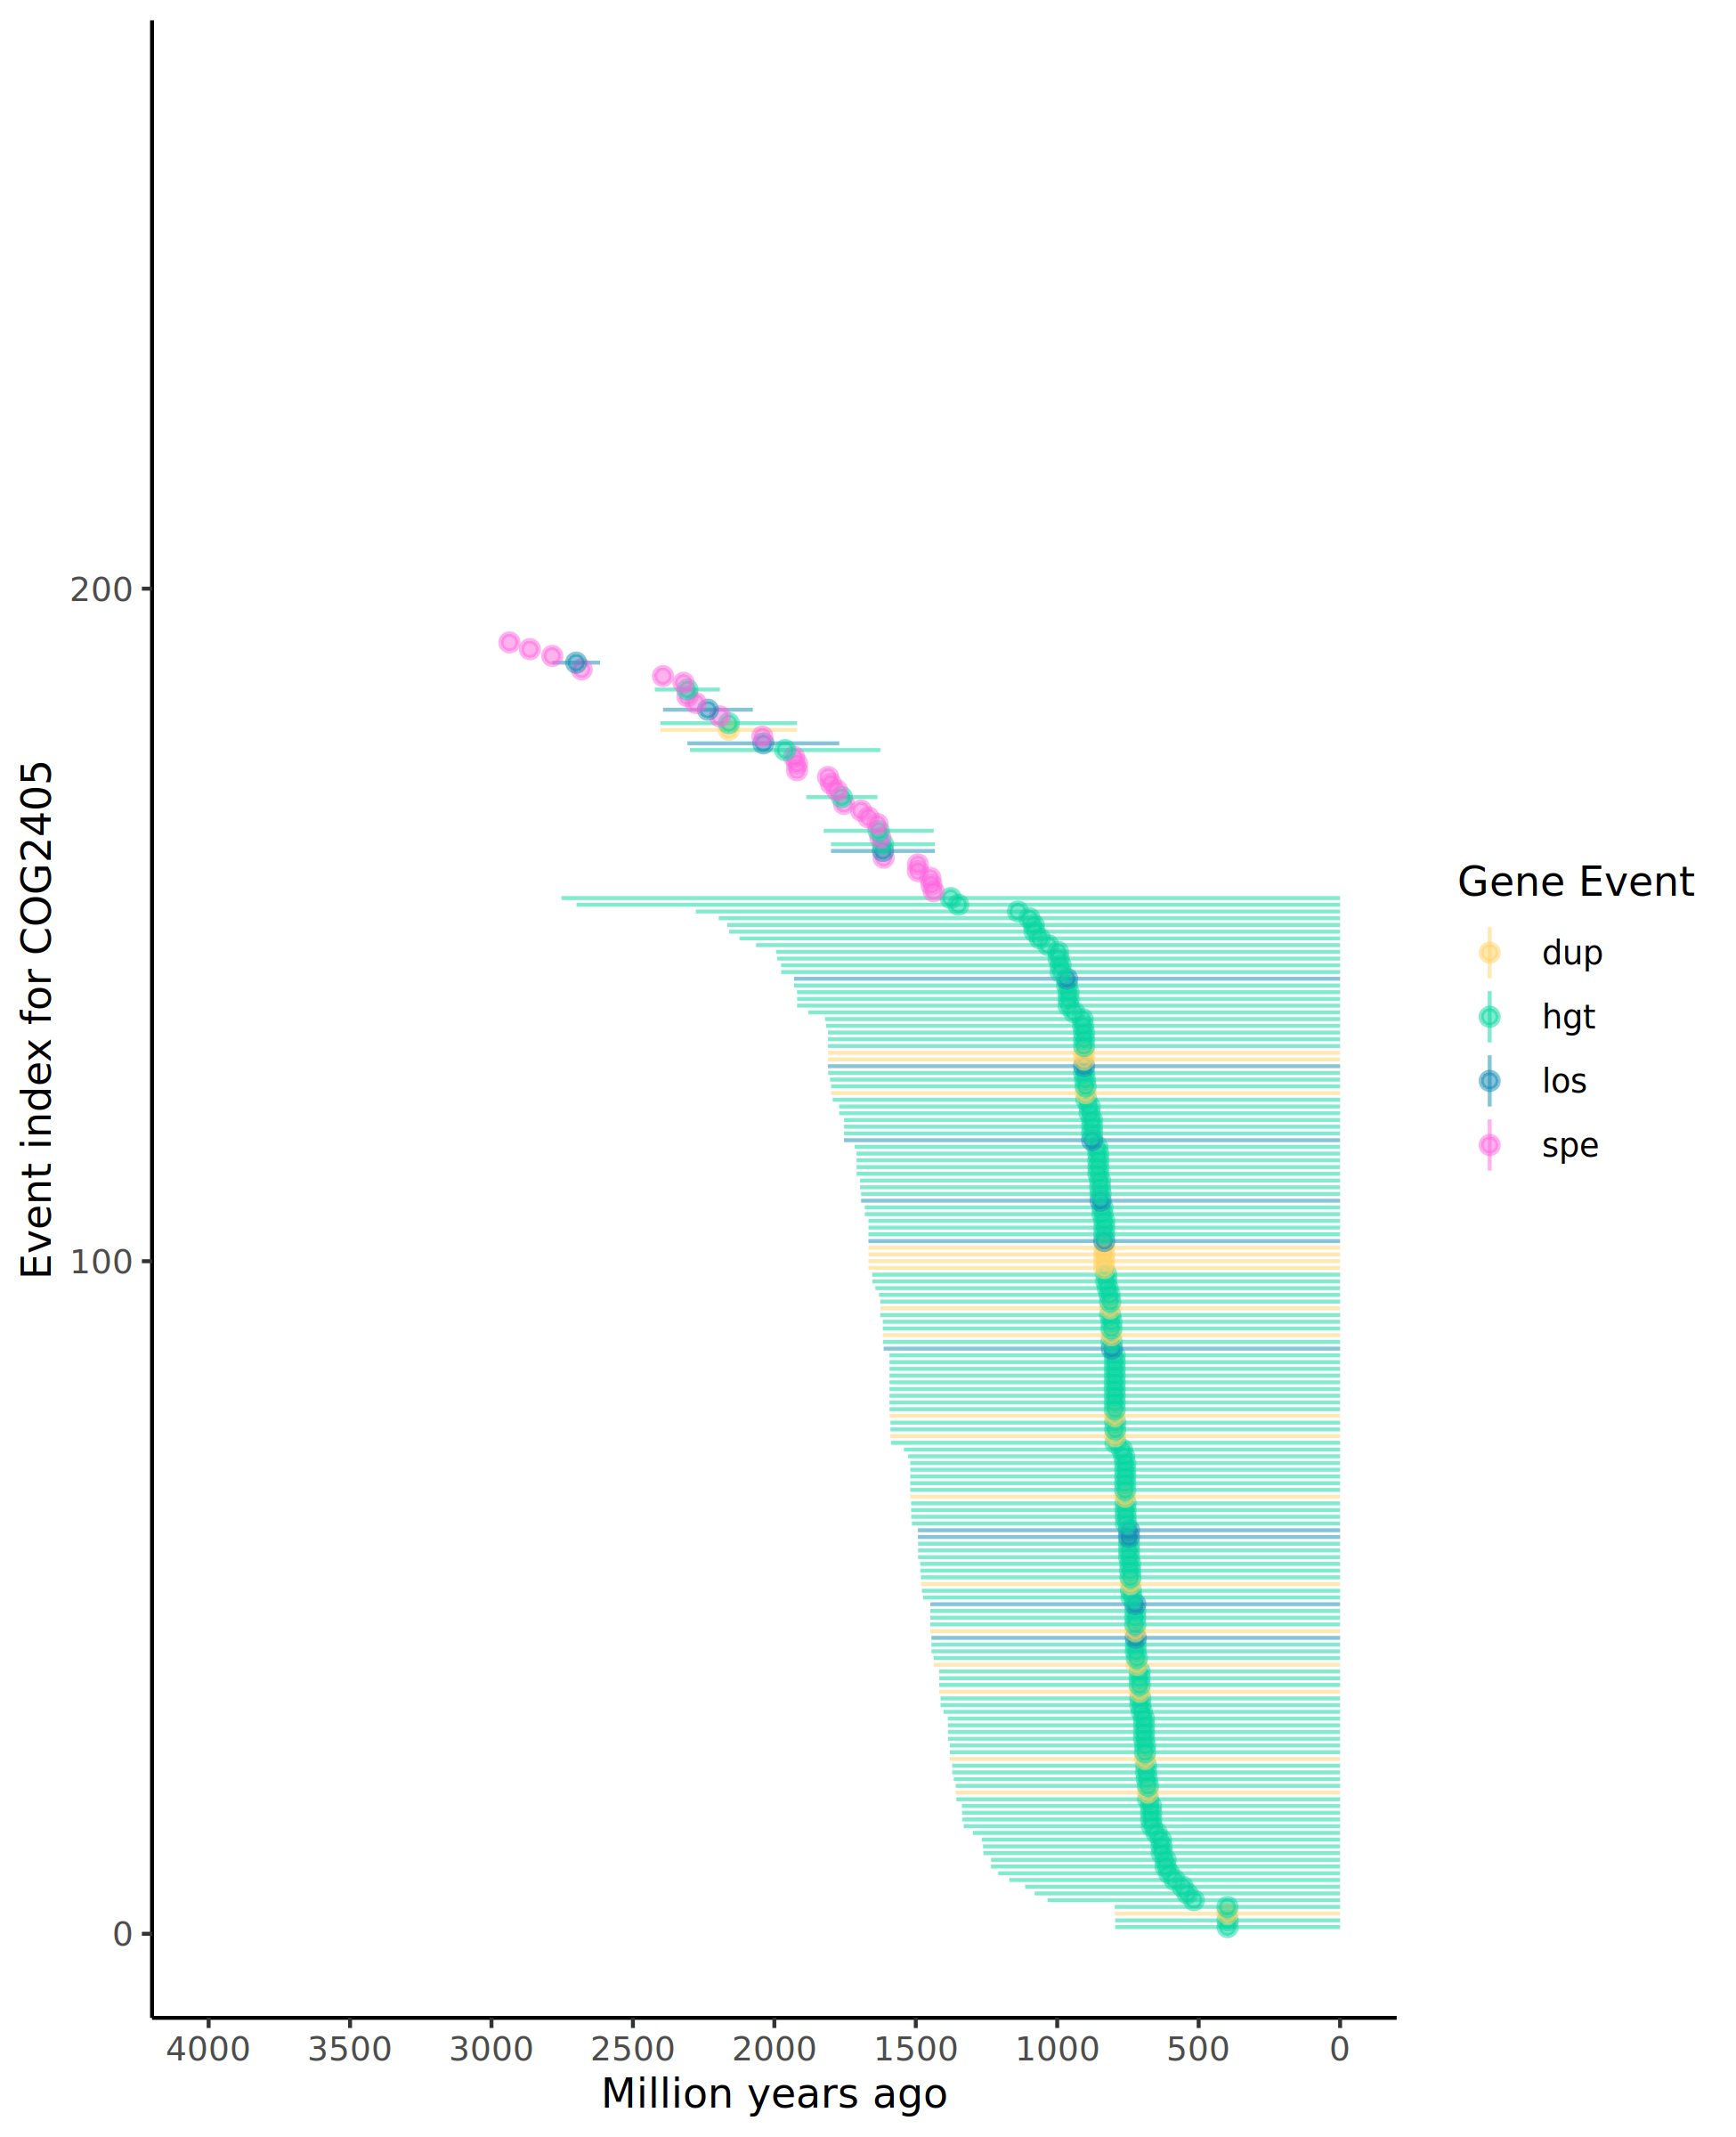 Event index for COG2405
200
100
0
4000 3500 3000 2500 2000 1500 1000 500 0
Million years ago
Gene Event
dup
hgt
los
spe